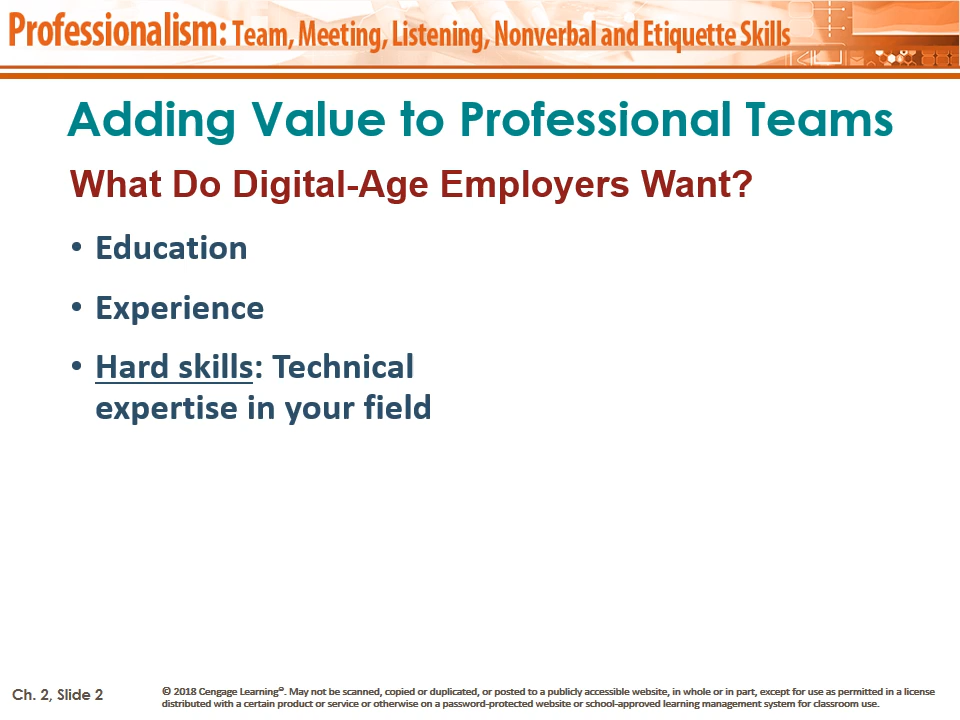 Professionalism: Team, Meeting, Listening, Nonverbal and Etiquette Skills
Adding Value to Professional Teams
What Do Digital-Age Employers Want?
• Education
• Experience
• Hard skills: Technical
expertise in your field
Ch. 2, Slide 2
© 2018 Cengage Learning®. May not be scanned, copied or duplicated, or posted to a publicly accessible website, in whole or in part, except for use as permitted in a license
distributed with a certain product or service or otherwise on a password-protected website or school-approved learning management system for classroom use.